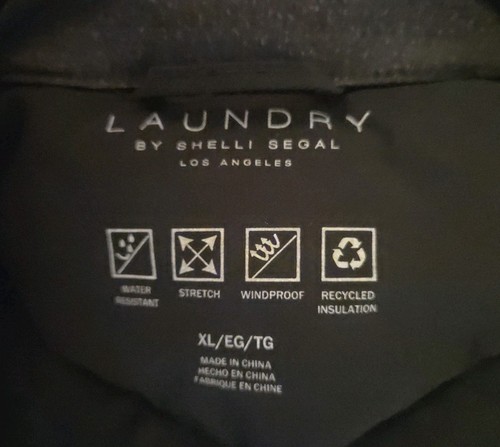 LAUNDRY
BY SHELLI SEGAL
LOS ANGELES
WATER RESISTANT
STRETCH
WINDPROOF
RECYCLED INSULATION
XL/EG/TG
MADE IN CHINA
HECHO EN CHINA
FABRIQUE EN CHINE